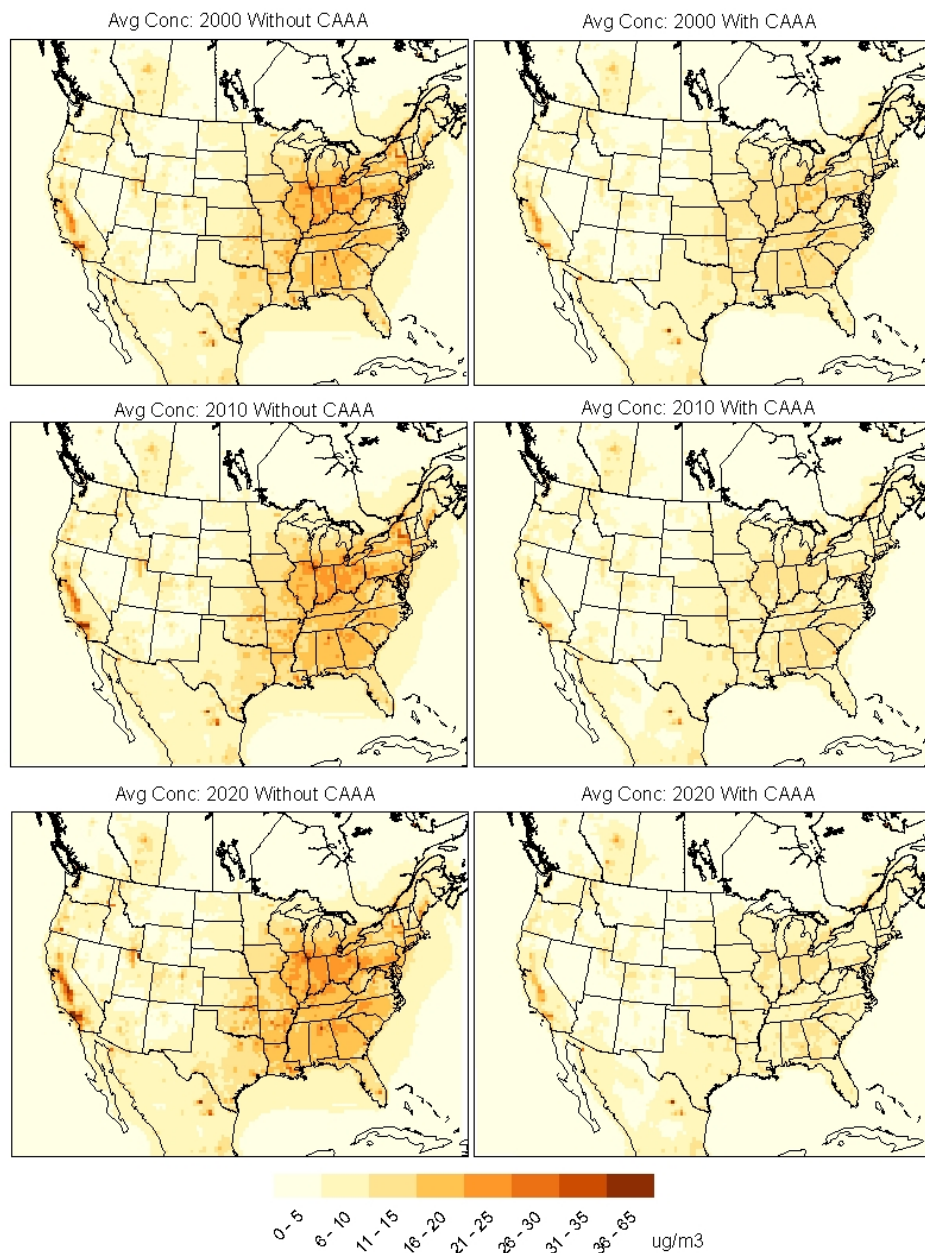 Avg Conc: 2000 Without CAAA
Avg Conc: 2000 With CAAA
Avg Conc: 2010 Without CAAA
Avg Conc: 2010 With CAAA
Avg Conc: 2020 Without CAAA
Avg Conc: 2020 With CAAA
0 - 5
6 - 10
11 - 15
16 - 20
21 - 25
26 - 30
31 - 35
36 - 65
ug/m3